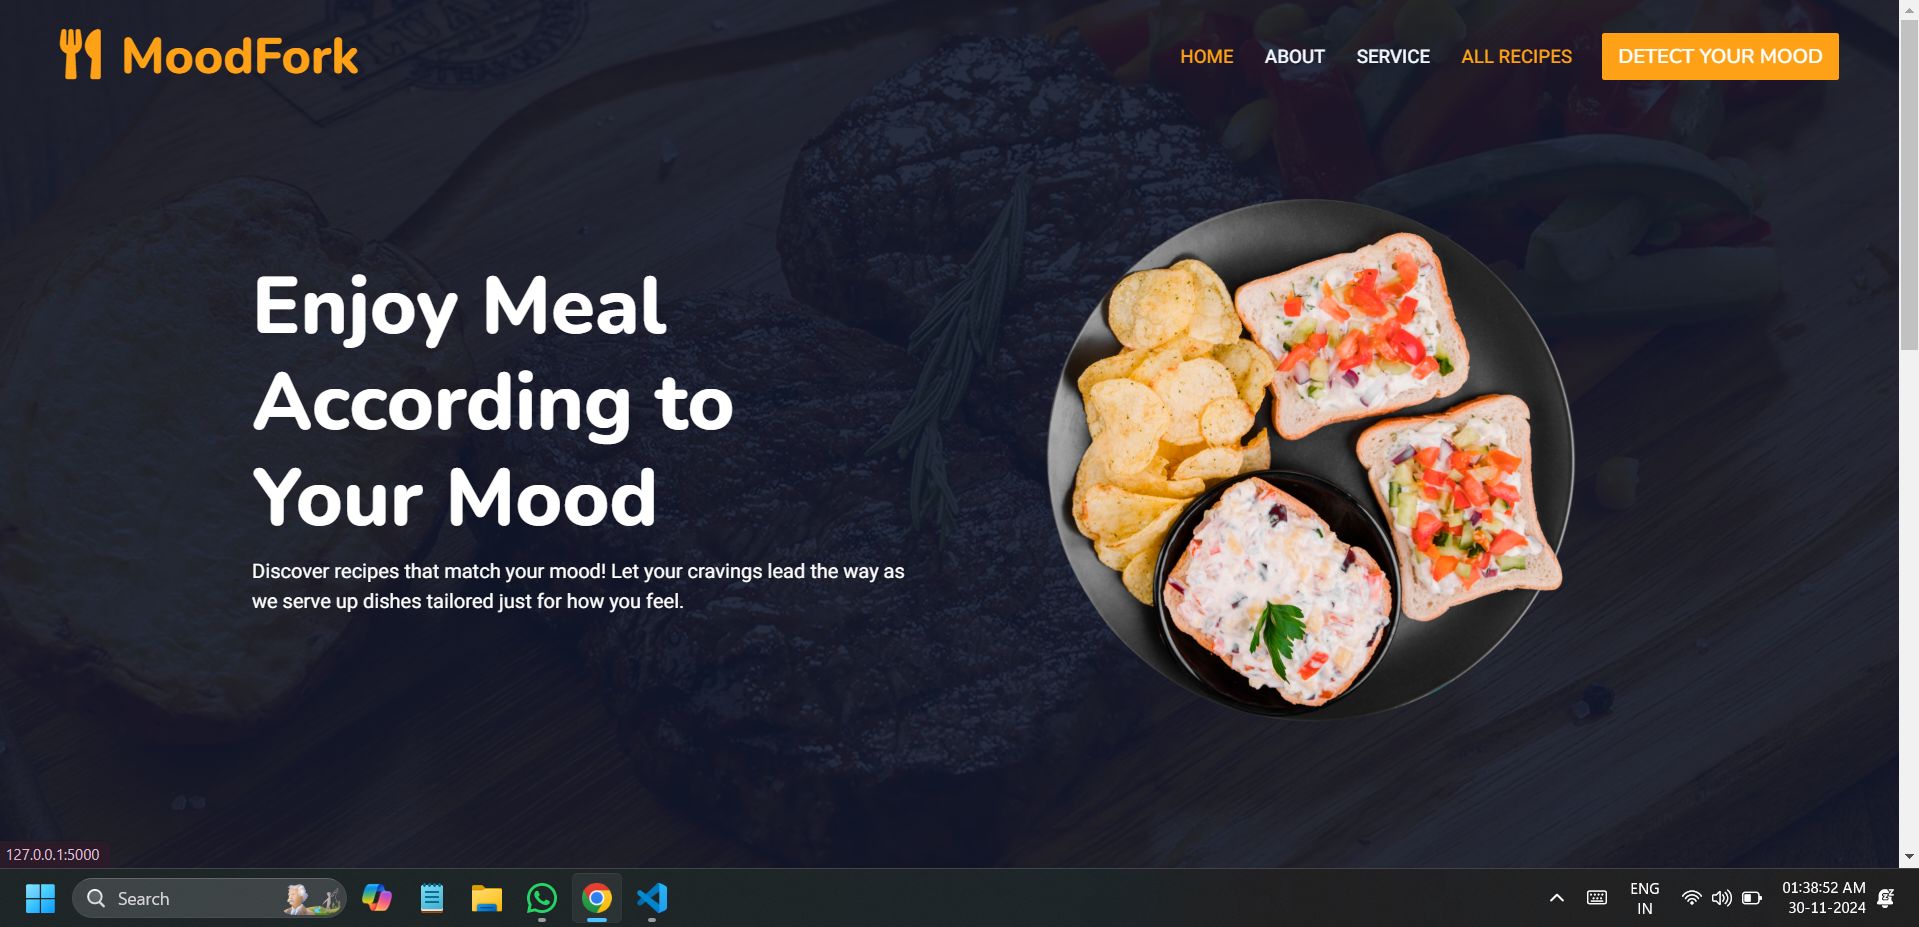 MoodFork
HOME ABOUT SERVICE ALL RECIPES DETECT YOUR MOOD
Enjoy Meal
According to
Your Mood
Discover recipes that match your mood! Let your cravings lead the way as
we serve up dishes tailored just for how you feel.
127.0.0.1:5000
Search
ENG
IN
01:38:52 AM
30-11-2024